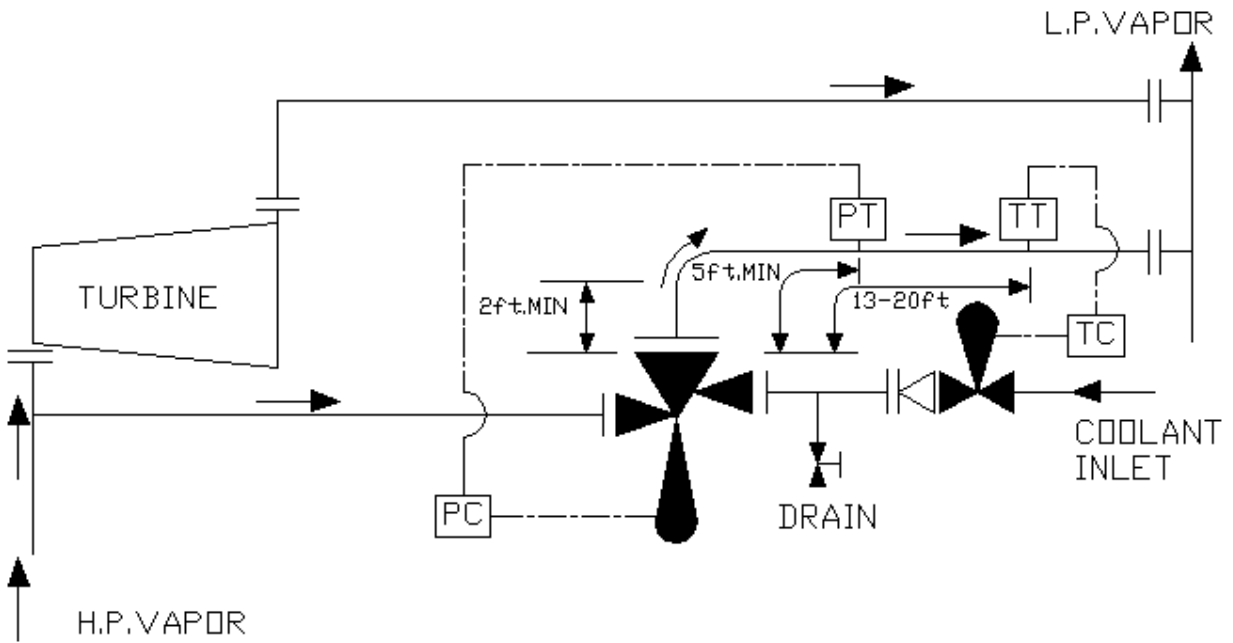 L.P.VAPOR
PT
TT
TURBINE
2ft.MIN
5ft.MIN
13-20ft
TC
COOLANT
INLET
PC
DRAIN
H.P.VAPOR